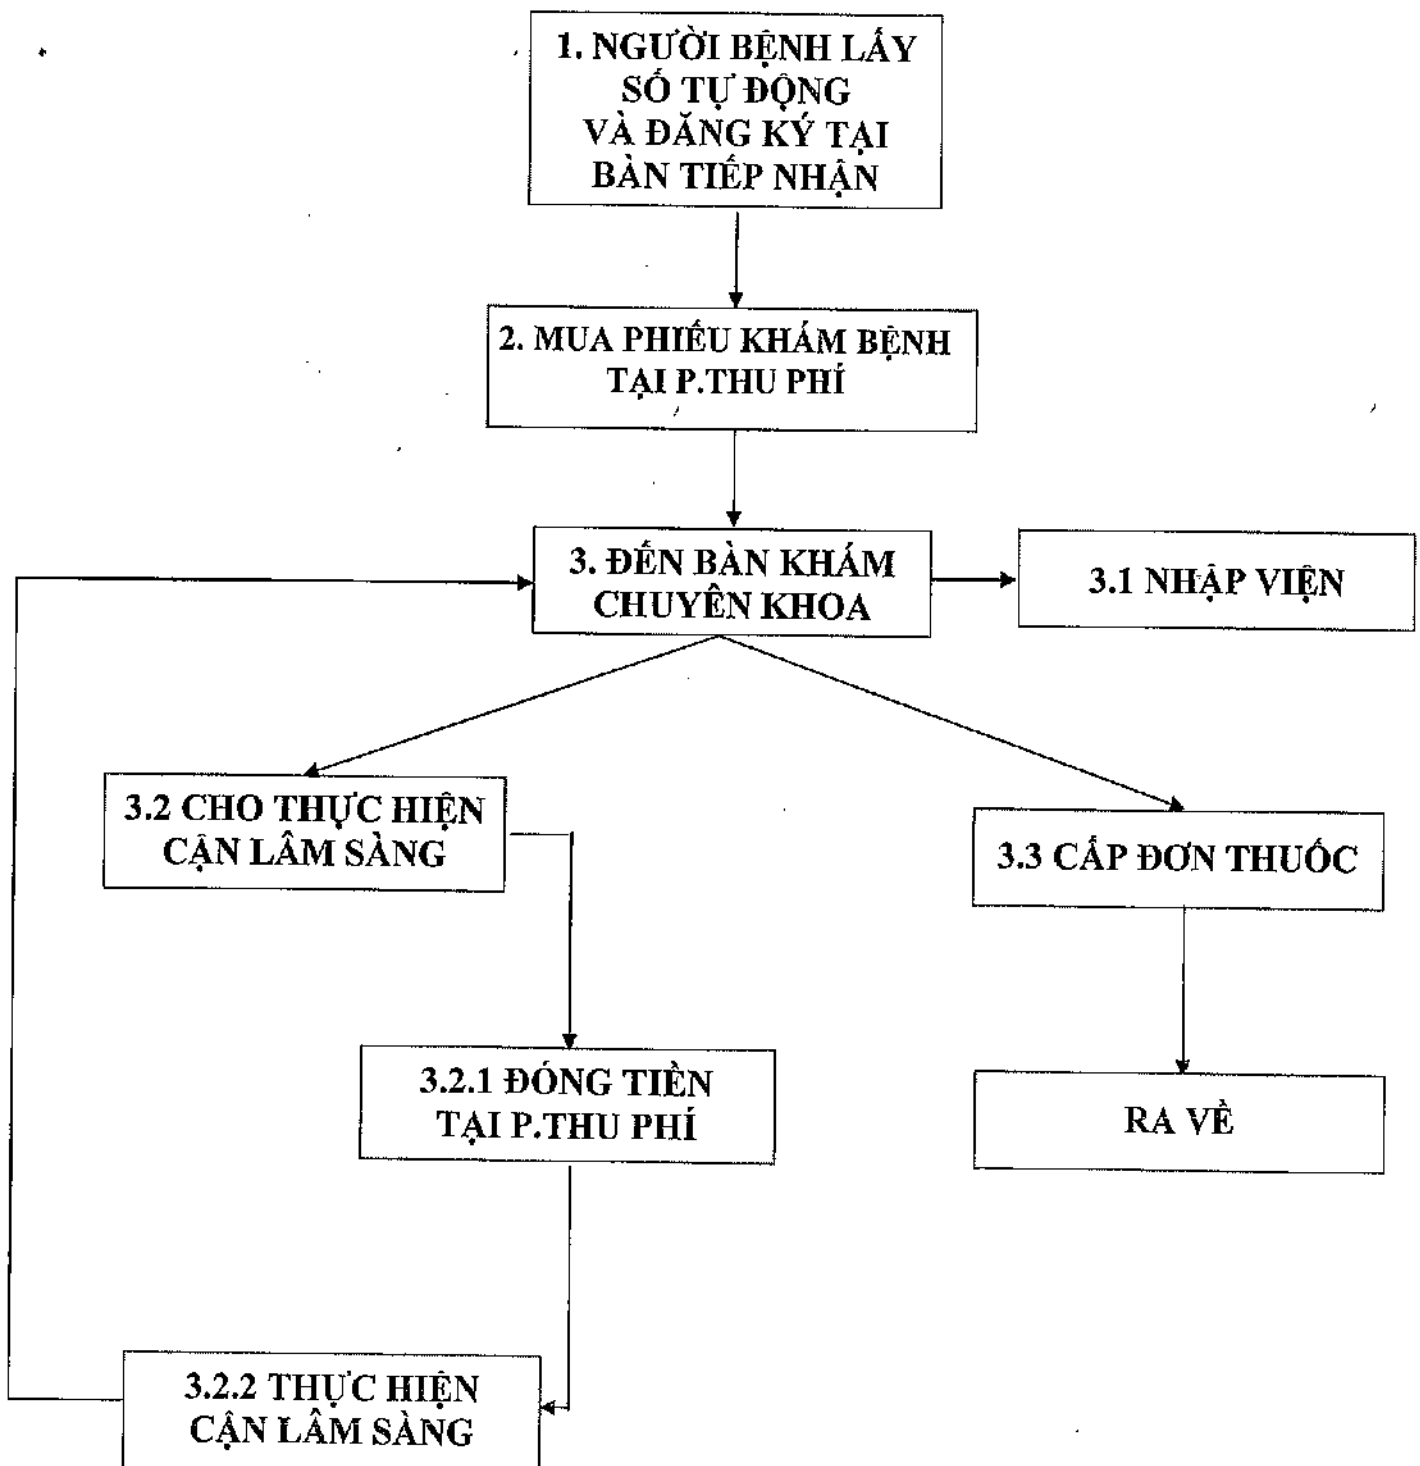 1. NGƯỜI BỆNH LẤY
SỐ TỰ ĐỘNG
VÀ ĐĂNG KÝ TẠI
BÀN TIẾP NHẬN
2. MUA PHIẾU KHÁM BỆNH
TẠI P.THU PHÍ
3. ĐẾN BÀN KHÁM
CHUYÊN KHOA
3.1 NHẬP VIỆN
3.2 CHO THỰC HIỆN
CẬN LÂM SÀNG
3.3 CẤP ĐƠN THUỐC
3.2.1 ĐÓNG TIỀN
TẠI P.THU PHÍ
RA VỀ
3.2.2 THỰC HIỆN
CẬN LÂM SÀNG